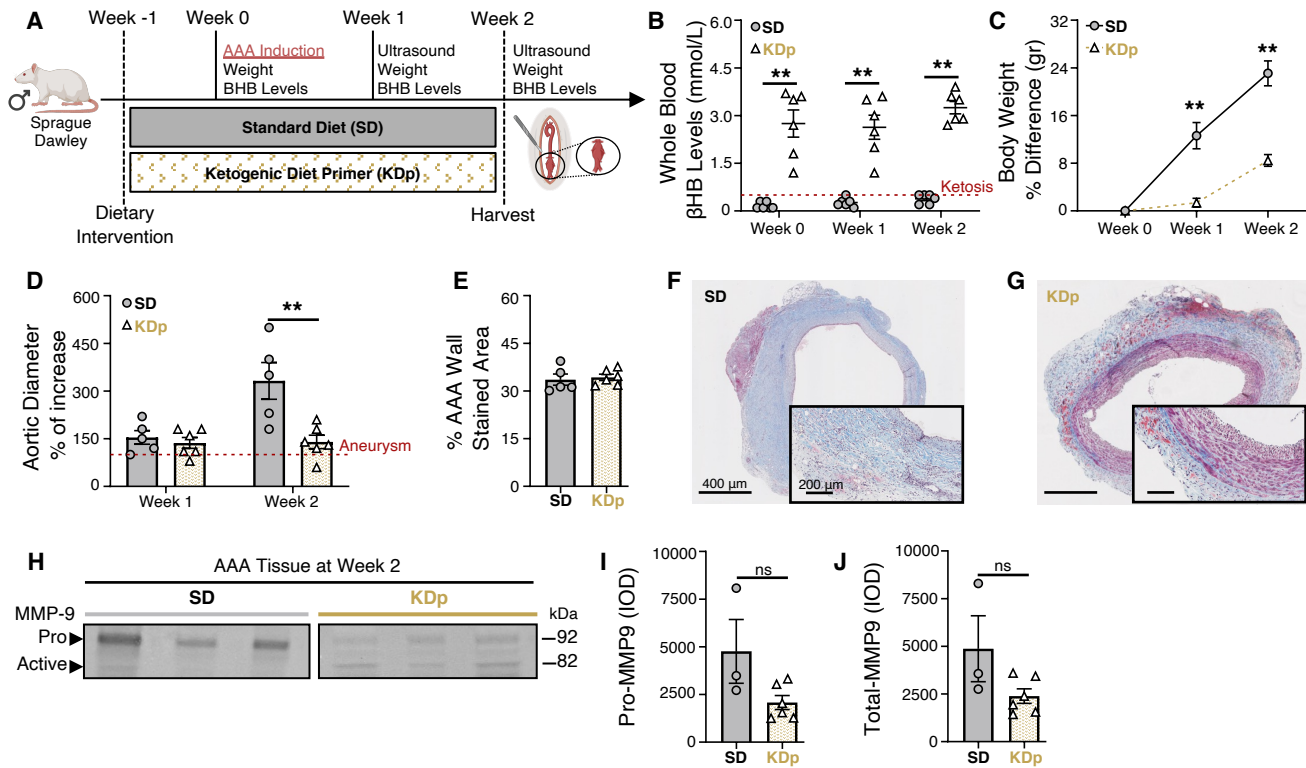 A
Week -1
Week 0
Week 1
Week 2
AAA Induction
Weight
BHB Levels
Ultrasound
Weight
BHB Levels
Ultrasound
Weight
BHB Levels
Sprague
Dawley
Standard Diet (SD)
Ketogenic Diet Primer (KDp)
Dietary
Intervention
Harvest
B
Whole Blood
βHB Levels (mmol/L)
6.0
4.5
3.0
1.5
0
SD
KDp
**
**
**
Ketosis
Week 0
Week 1
Week 2
C
Body Weight
% Difference (gr)
32
24
16
8
0
SD
KDp
**
**
Week 0
Week 1
Week 2
D
Aortic Diameter
% of increase
600
450
300
150
0
SD
KDp
**
Aneurysm
Week 1
Week 2
E
% AAA Wall
Stained Area
60
45
30
15
0
SD
KDp
F
SD
400 µm
200 µm
G
KDp
H
AAA Tissue at Week 2
SD
KDp
MMP-9
kDa
Pro
92
Active
82
I
Pro-MMP9 (IOD)
10000
7500
5000
2500
0
ns
SD
KDp
J
Total-MMP9 (IOD)
10000
7500
5000
2500
0
ns
SD
KDp